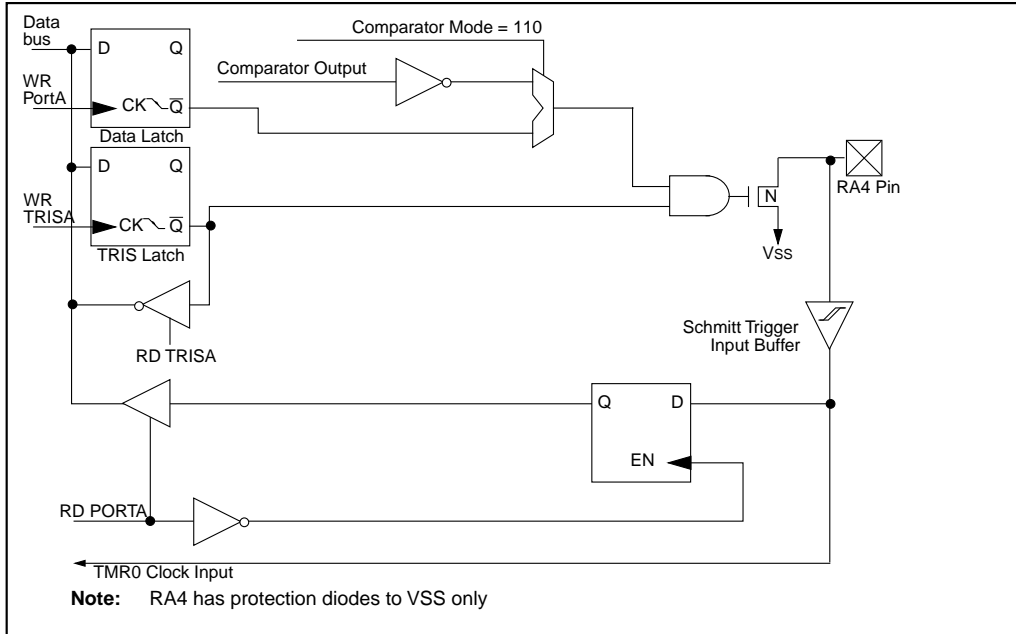 Data
bus
Comparator Mode = 110
D Q
Comparator Output
WR
PortA
CK Q
Data Latch
D Q
RA4 Pin
WR
TRISA
N
CK Q
TRIS Latch
VSS
Schmitt Trigger
Input Buffer
RD TRISA
Q D
EN
RD PORTA
TMR0 Clock Input
Note: RA4 has protection diodes to VSS only